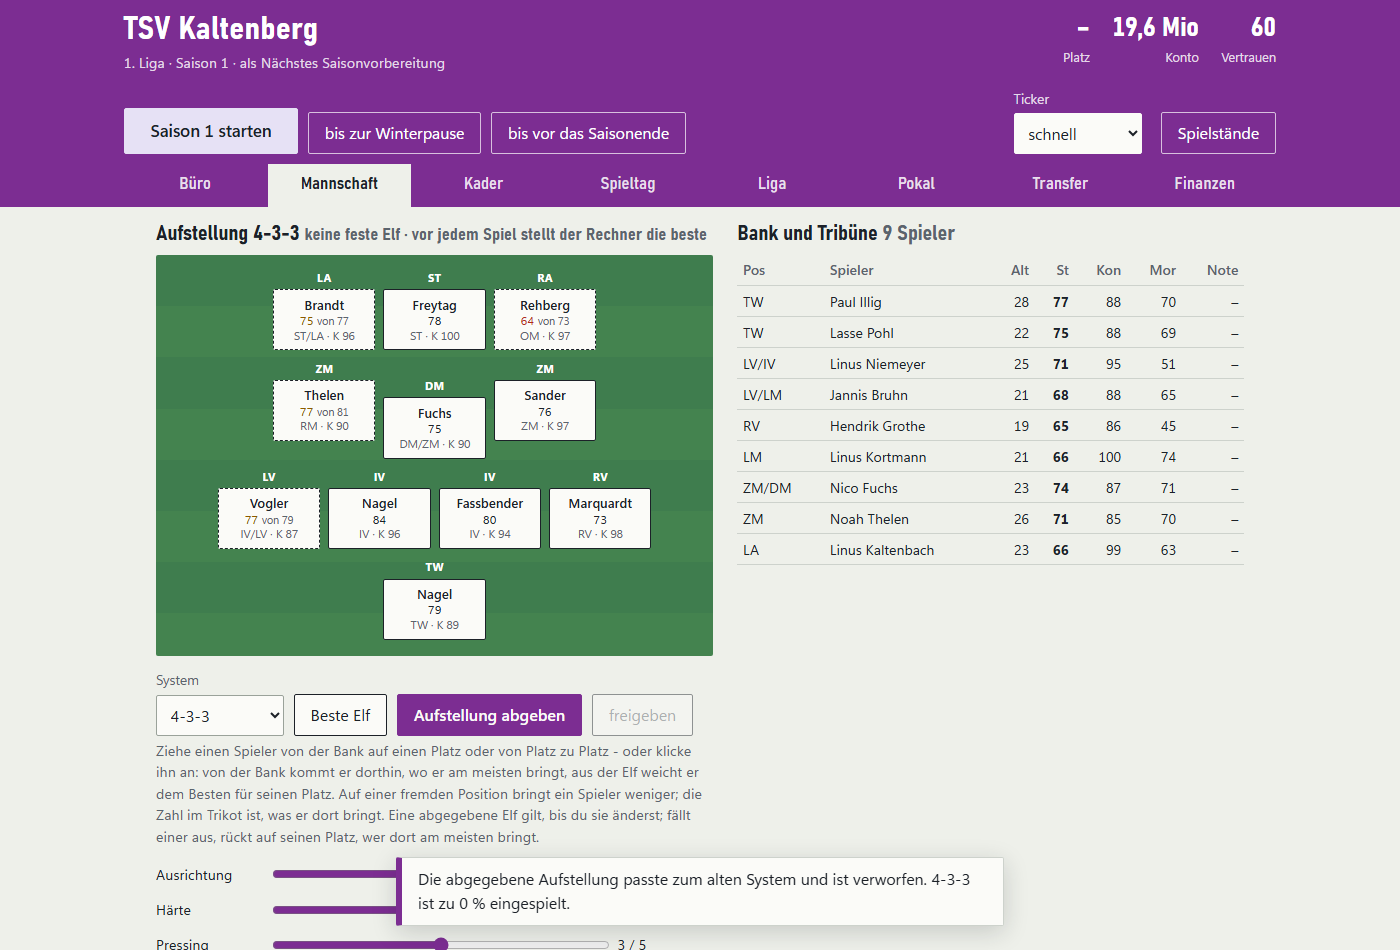 TSV Kaltenberg
1. Liga · Saison 1 · als Nächstes Saisonvorbereitung
– 19,6 Mio 60
Platz Konto Vertrauen
Ticker
Saison 1 starten bis zur Winterpause bis vor das Saisonende schnell Spielstände
Büro Mannschaft Kader Spieltag Liga Pokal Transfer Finanzen
Aufstellung 4-3-3 keine feste Elf · vor jedem Spiel stellt der Rechner die beste
LA ST RA
Brandt Freytag Rehberg
75 von 77 78 64 von 73
ST/LA · K 96 ST · K 100 OM · K 97
ZM DM ZM
Thelen Fuchs Sander
77 von 81 75 76
RM · K 90 DM/ZM · K 90 ZM · K 97
LV IV IV RV
Vogler Nagel Fassbender Marquardt
77 von 79 84 80 73
IV/LV · K 87 IV · K 96 IV · K 94 RV · K 98
TW
Nagel
79
TW · K 89
System
4-3-3 Beste Elf Aufstellung abgeben freigeben
Ziehe einen Spieler von der Bank auf einen Platz oder von Platz zu Platz - oder klicke
ihn an: von der Bank kommt er dorthin, wo er am meisten bringt, aus der Elf weicht er
dem Besten für seinen Platz. Auf einer fremden Position bringt ein Spieler weniger; die
Zahl im Trikot ist, was er dort bringt. Eine abgegebene Elf gilt, bis du sie änderst; fällt
einer aus, rückt auf seinen Platz, wer dort am meisten bringt.
Ausrichtung
Härte
Pressing 3 / 5
Bank und Tribüne 9 Spieler
Pos Spieler Alt St Kon Mor Note
TW Paul Illig 28 77 88 70 –
TW Lasse Pohl 22 75 88 69 –
LV/IV Linus Niemeyer 25 71 95 51 –
LV/LM Jannis Bruhn 21 68 88 65 –
RV Hendrik Grothe 19 65 86 45 –
LM Linus Kortmann 21 66 100 74 –
ZM/DM Nico Fuchs 23 74 87 71 –
ZM Noah Thelen 26 71 85 70 –
LA Linus Kaltenbach 23 66 99 63 –
Die abgegebene Aufstellung passte zum alten System und ist verworfen. 4-3-3
ist zu 0 % eingespielt.